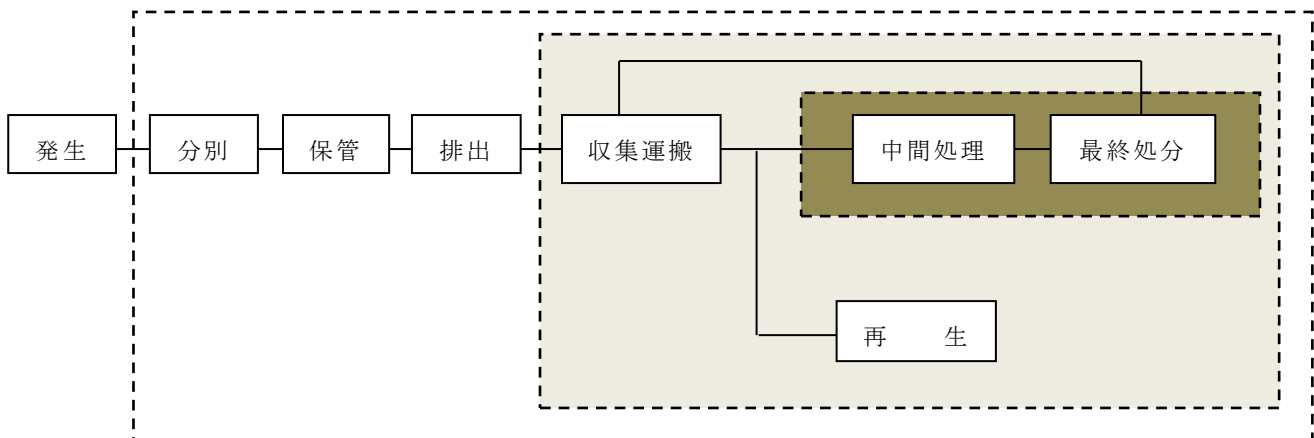 発生
分別
保管
排出
収集運搬
中間処理
最終処分
再　　生